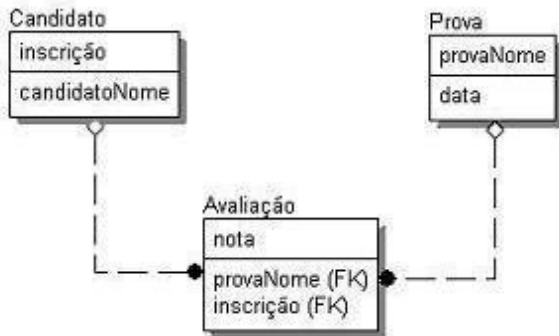 Candidato
inscrição
candidatoNome
Prova
provaNome
data
Avaliação
nota
provaNome (FK)
inscrição (FK)